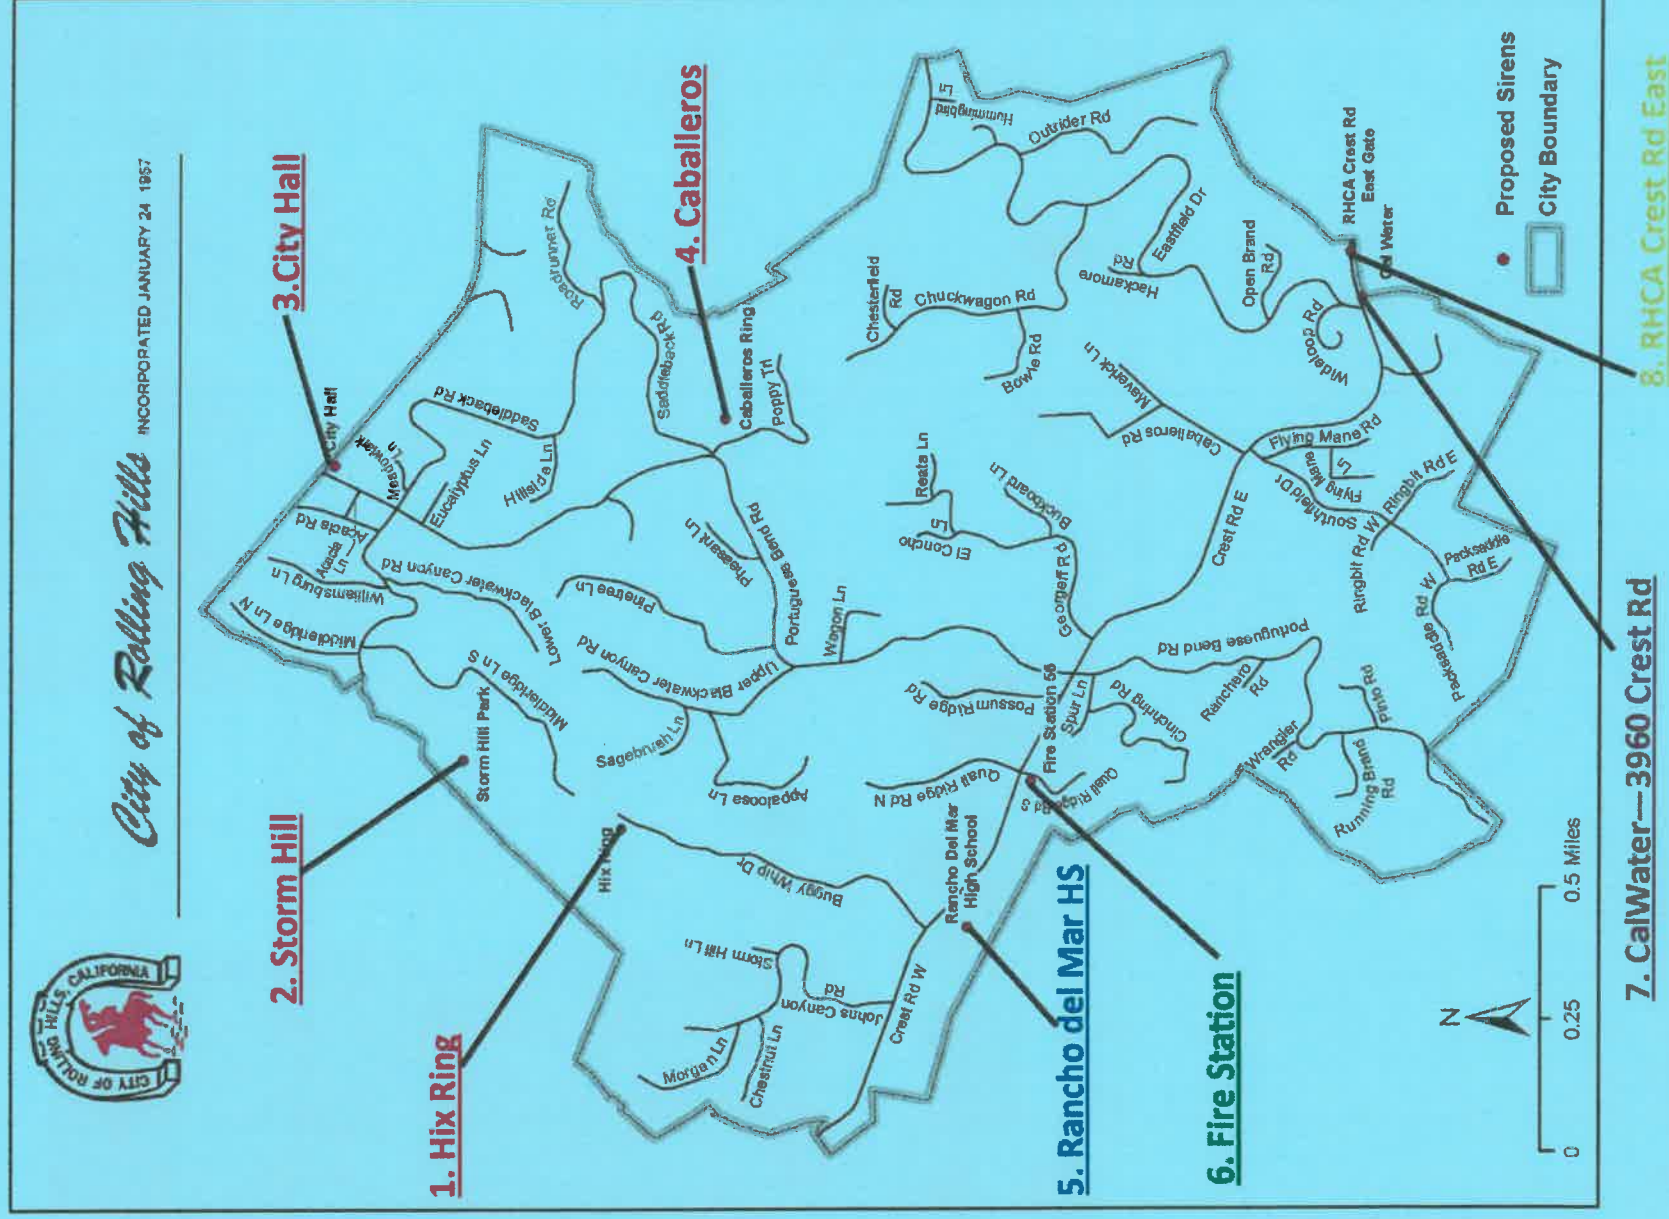 City of Rolling Hills INCORPORATED JANUARY 24 1957
CITY OF ROLLING HILLS, CALIFORNIA
1. Hix Ring
2. Storm Hill
3.City Hall
4. Caballeros
5. Rancho del Mar HS
6. Fire Station
7. CalWater—3960 Crest Rd
8. RHCA Crest Rd East
City Hall
Storm Hill Park
Hix Ring
Caballeros Ring
Rancho Del Mar
High School
Fire Station 56
RHCA Crest Rd
East Gate
Cal Water
Middleridge Ln N
Williamsburg Ln
Acacia Rd
Acacia
Ln
Meadowlark
Ln
Eucalyptus Ln
Saddleback Rd
Hillside Ln
Roadrunner Rd
Saddleback Rd
Poppy Trl
Lower Blackwater Canyon Rd
Middleridge Ln S
Pinetree Ln
Pheasant Ln
Portuguese Bend Rd
Upper Blackwater Canyon Rd
Sagebrush Ln
Appaloosa Ln
Wagon Ln
Buggy Whip Dr
Storm Hill Ln
Johns Canyon
Rd
Morgan Ln
Chestnut Ln
Crest Rd W
Quail Ridge Rd N
Quail Ridge
Rd S
Possum Ridge Rd
Spur Ln
Cinchring Rd
Georgeff Rd
Buckboard Ln
El Concho
Ln
Reata Ln
Crest Rd E
Portuguese Bend Rd
Ranchero
Rd
Wrangler
Rd
Running Brand
Rd
Pino Rd
Packsaddle Rd W
Packsaddle
Rd E
Ringbit Rd W
Ringbit Rd E
Southfield Dr
Flying Mane
Ln
Flying Mane Rd
Caballeros Rd
Maverick Ln
Bowie Rd
Chuckwagon Rd
Chesterfield
Rd
Hackamore
Rd
Eastfield Dr
Open Brand
Rd
Wideloop Rd
Outrider Rd
Hummingbird
Ln
Proposed Sirens
City Boundary
N
0 0.25 0.5 Miles